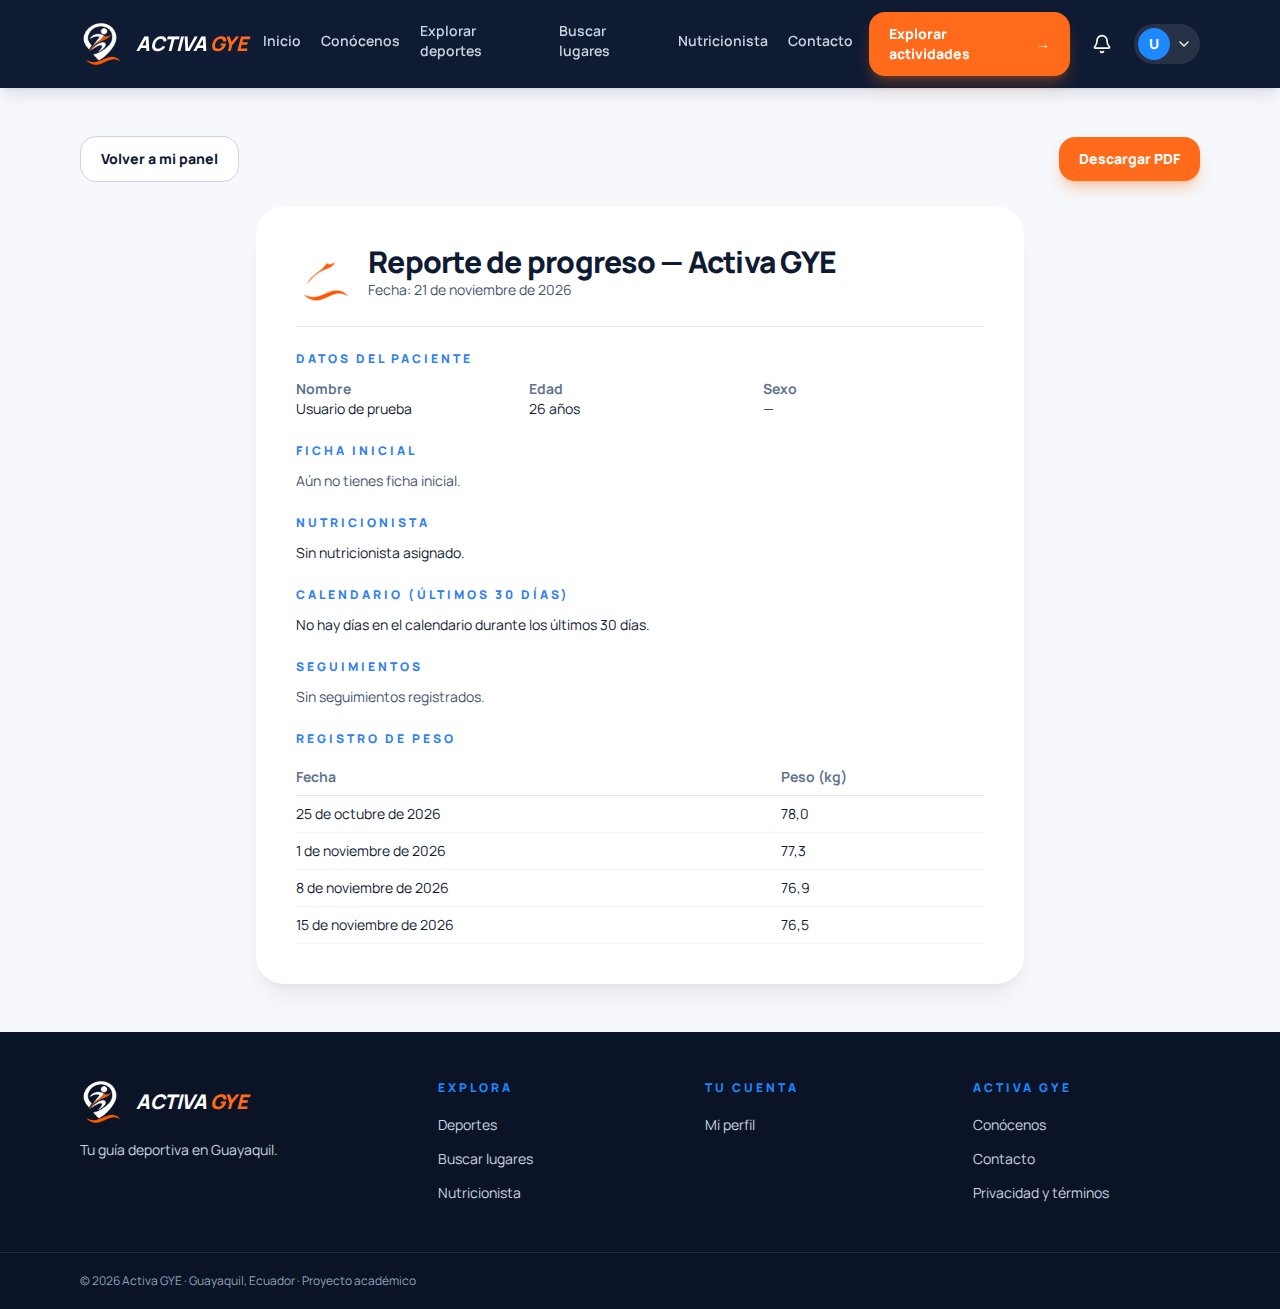 ACTIVA GYE
Inicio
Conócenos
Explorar
deportes
Buscar
lugares
Nutricionista
Contacto
Explorar
actividades
→
U
Volver a mi panel
Descargar PDF
Reporte de progreso — Activa GYE
Fecha: 21 de noviembre de 2026
DATOS DEL PACIENTE
Nombre Edad Sexo
Usuario de prueba 26 años —
FICHA INICIAL
Aún no tienes ficha inicial.
NUTRICIONISTA
Sin nutricionista asignado.
CALENDARIO (ÚLTIMOS 30 DÍAS)
No hay días en el calendario durante los últimos 30 días.
SEGUIMIENTOS
Sin seguimientos registrados.
REGISTRO DE PESO
Fecha Peso (kg)
25 de octubre de 2026 78,0
1 de noviembre de 2026 77,3
8 de noviembre de 2026 76,9
15 de noviembre de 2026 76,5
ACTIVA GYE
Tu guía deportiva en Guayaquil.
EXPLORA
Deportes
Buscar lugares
Nutricionista
TU CUENTA
Mi perfil
ACTIVA GYE
Conócenos
Contacto
Privacidad y términos
© 2026 Activa GYE · Guayaquil, Ecuador · Proyecto académico